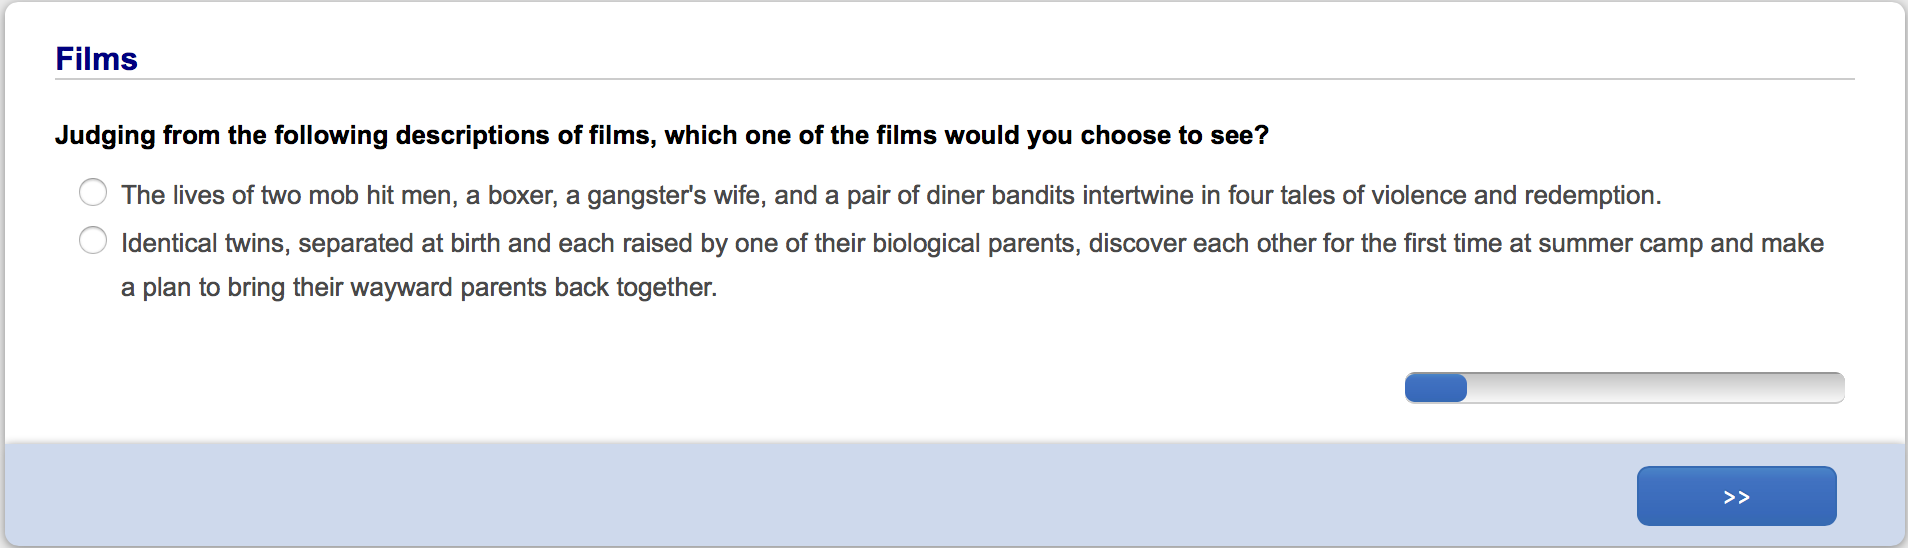 Films
Judging from the following descriptions of films, which one of the films would you choose to see?
The lives of two mob hit men, a boxer, a gangster's wife, and a pair of diner bandits intertwine in four tales of violence and redemption.
Identical twins, separated at birth and each raised by one of their biological parents, discover each other for the first time at summer camp and make
a plan to bring their wayward parents back together.
>>